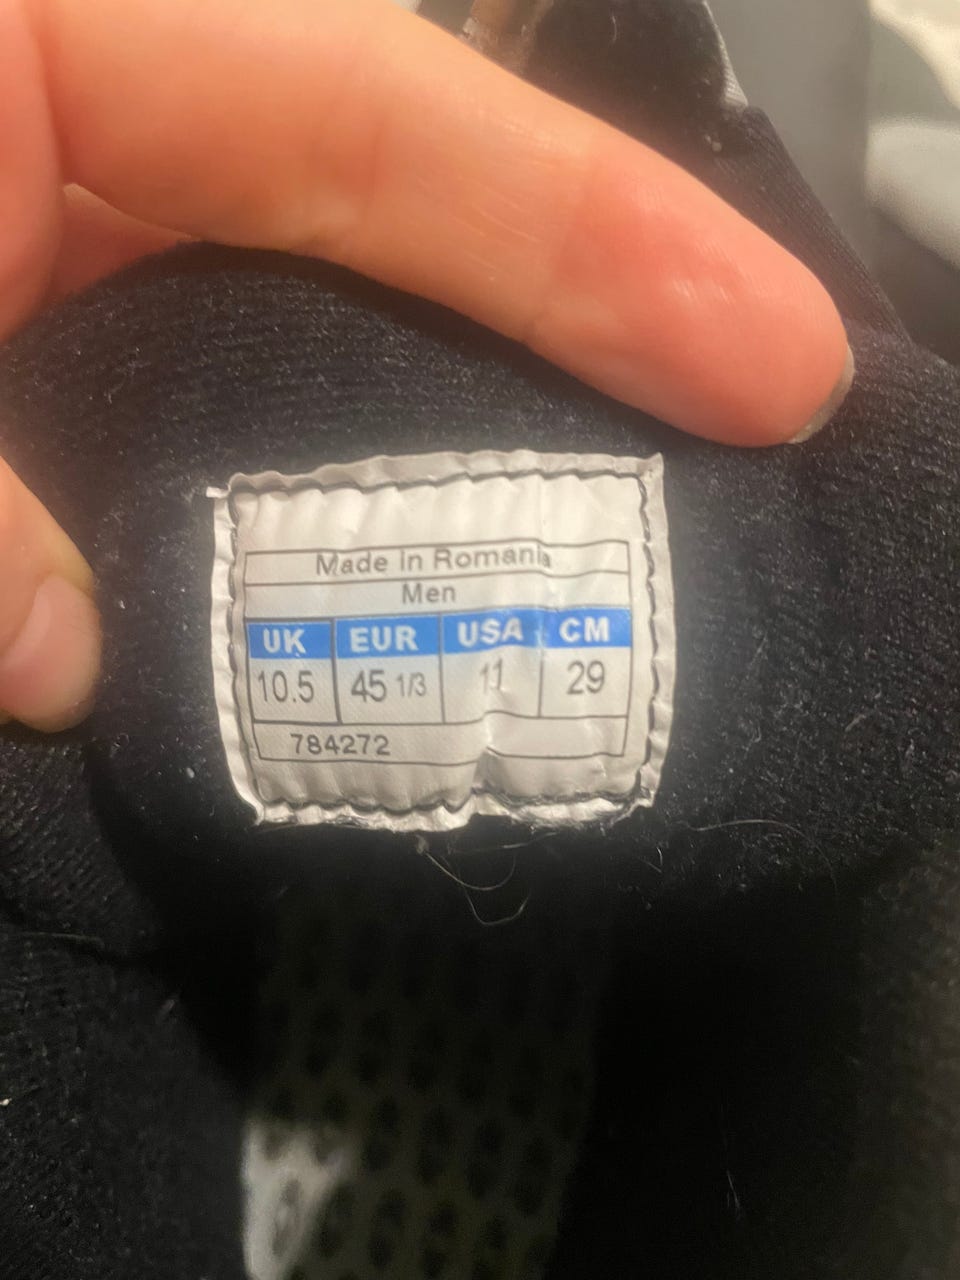 Made in Romania
Men
UK EUR USA CM
10.5 45 1/3 11 29
784272